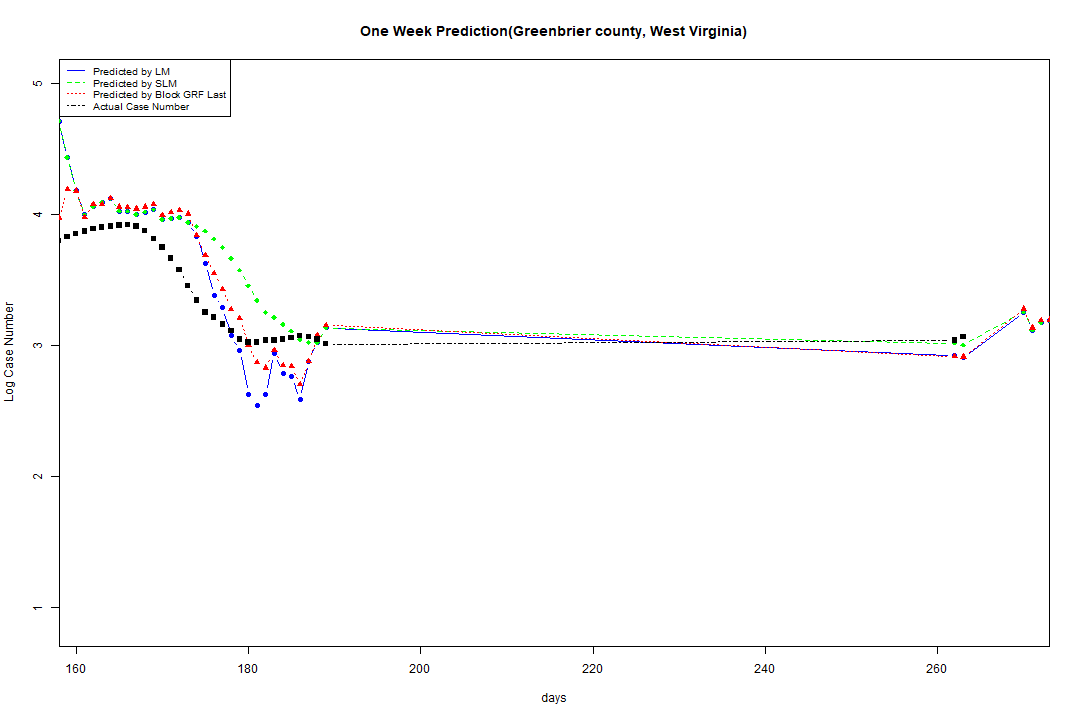 One Week Prediction(Greenbrier county, West Virginia)
Predicted by LM
Predicted by SLM
Predicted by Block GRF Last
Actual Case Number
5
4
3
2
1
Log Case Number
160 180 200 220 240 260
days